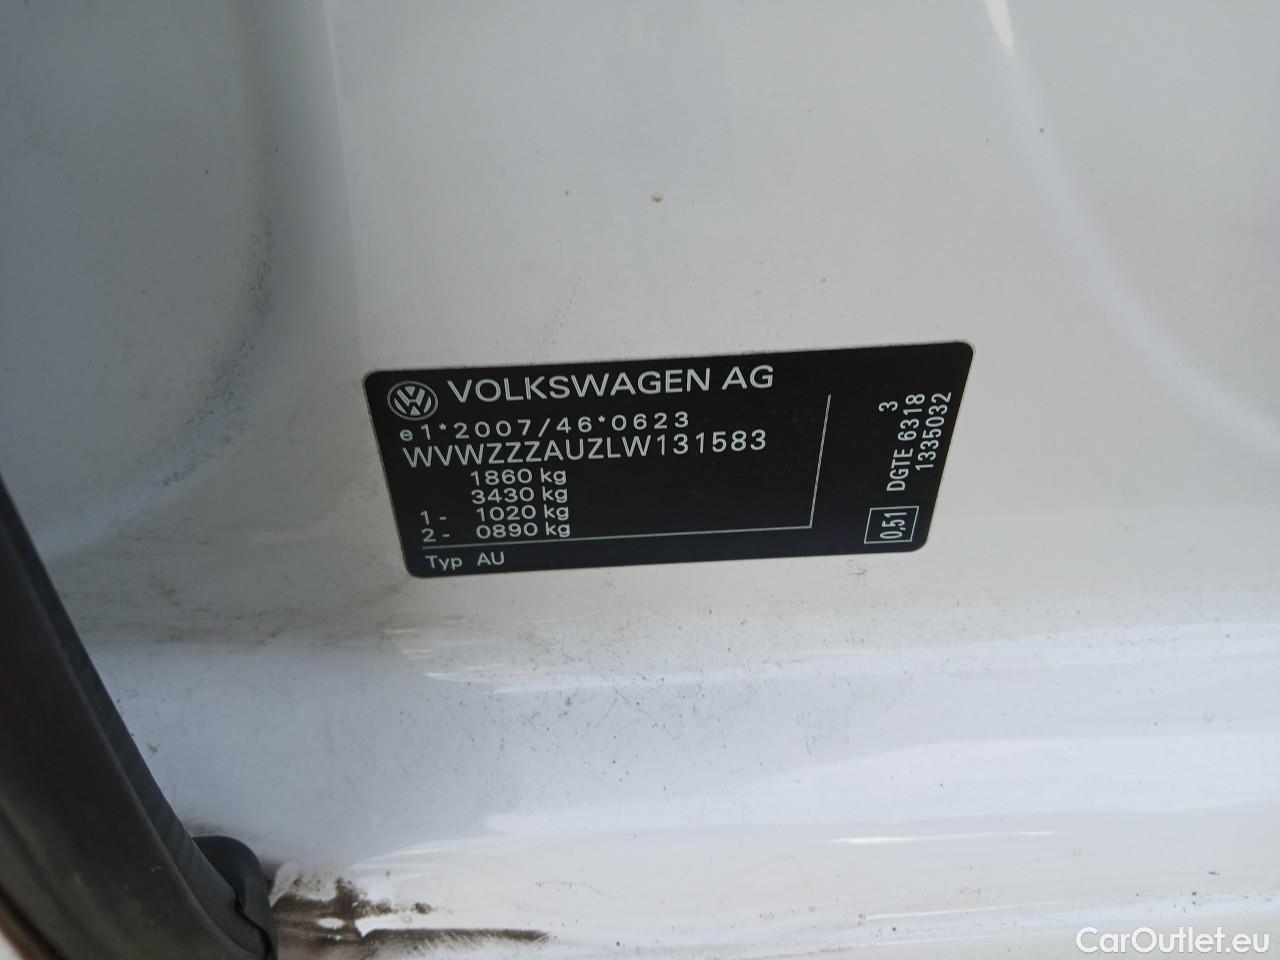 VOLKSWAGEN AG
e1*2007/46*0623
WVWZZZAUZLW131583
1860 kg
3430 kg
1- 1020 kg
2- 0890 kg
Typ AU
3
DGTE 6318
1335032
0,51
CarOutlet.eu